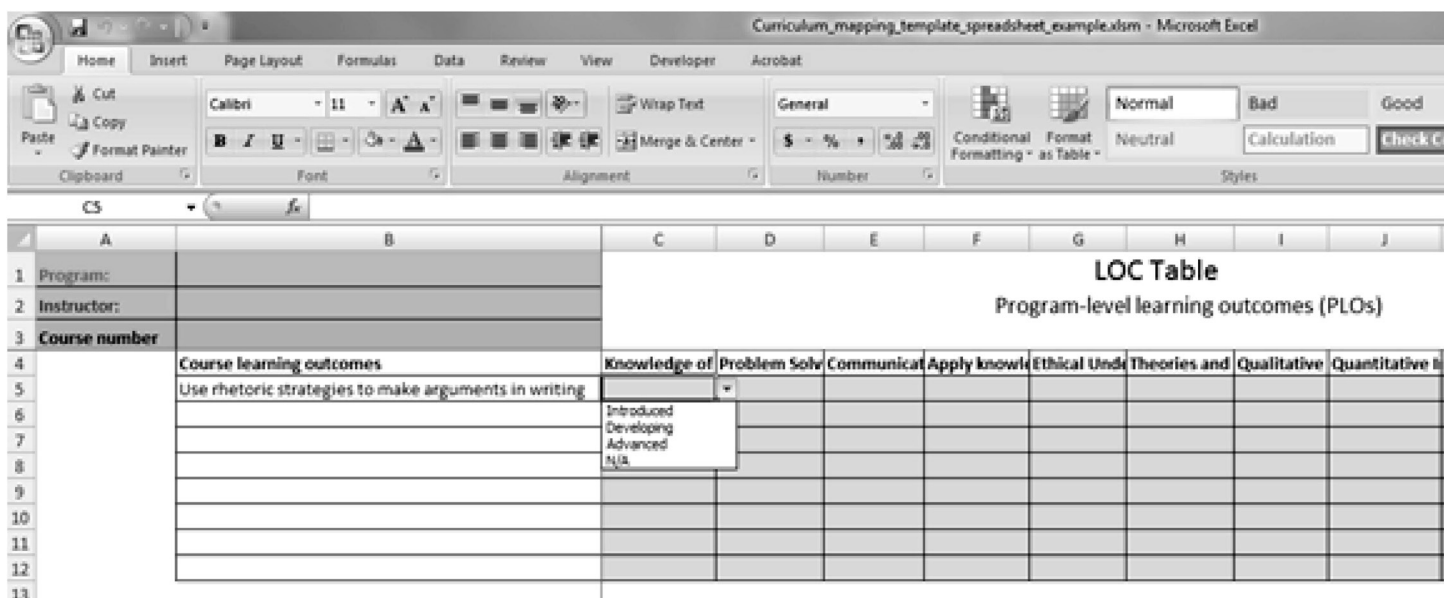 Curriculum_mapping_template_spreadsheet_example.xlsm - Microsoft Excel
Home Insert Page Layout Formulas Data Review View Developer Acrobat
Cut
Copy
Format Painter
Paste
Calibri 11 A A
Wrap Text
General
Normal Bad Good
B I U A
Merge & Center
$ % ,
Conditional Formatting
Format as Table
Neutral Calculation
Clipboard Font Alignment Number Styles
C5 fx
A B C D E F G H I J
1 Program: LOC Table
2 Instructor: Program-level learning outcomes (PLOs)
3 Course number
4 Course learning outcomes Knowledge of Problem Solv Communicat Apply knowle Ethical Unde Theories and Qualitative Quantitative
5 Use rhetoric strategies to make arguments in writing
Introduced
Developing
Advanced
N/A
6
7
8
9
10
11
12
13